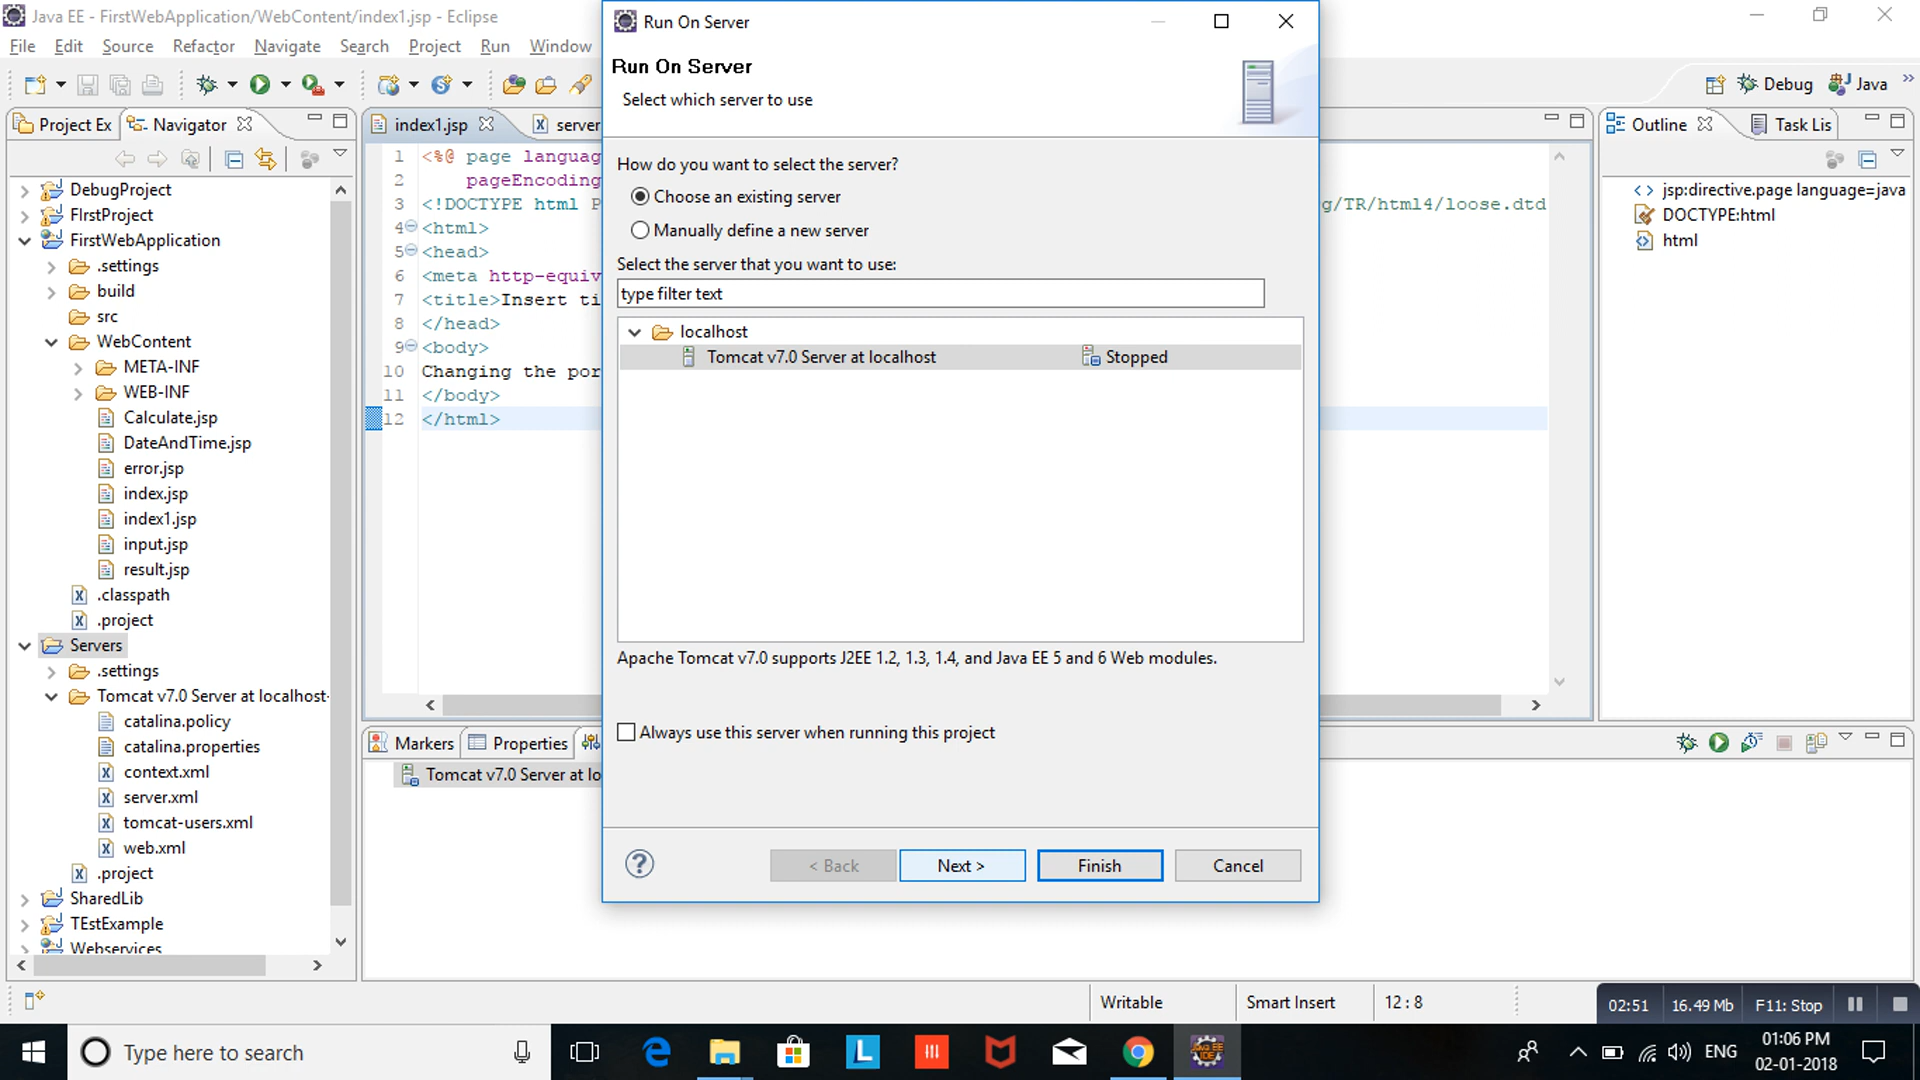 Java EE - FirstWebApplication/WebContent/index1.jsp - Eclipse
File Edit Source Refactor Navigate Search Project Run Window
Debug Java
Project Ex Navigator
DebugProject
FIrstProject
FirstWebApplication
.settings
build
src
WebContent
META-INF
WEB-INF
Calculate.jsp
DateAndTime.jsp
error.jsp
index.jsp
index1.jsp
input.jsp
result.jsp
.classpath
.project
Servers
.settings
Tomcat v7.0 Server at localhost-
catalina.policy
catalina.properties
context.xml
server.xml
tomcat-users.xml
web.xml
.project
SharedLib
TEstExample
Webservices
index1.jsp server
1 <%@ page languag
2 pageEncoding
3 <!DOCTYPE html P g/TR/html4/loose.dtd
4 <html>
5 <head>
6 <meta http-equiv
7 <title>Insert ti
8 </head>
9 <body>
10 Changing the por
11 </body>
12 </html>
Run On Server
Run On Server
Select which server to use
How do you want to select the server?
Choose an existing server
Manually define a new server
Select the server that you want to use:
type filter text
localhost
Tomcat v7.0 Server at localhost Stopped
Apache Tomcat v7.0 supports J2EE 1.2, 1.3, 1.4, and Java EE 5 and 6 Web modules.
Always use this server when running this project
< Back Next > Finish Cancel
Outline Task Lis
jsp:directive.page language=java
DOCTYPE:html
html
Markers Properties
Tomcat v7.0 Server at lo
Writable Smart Insert 12 : 8
02:51 16.49 Mb F11: Stop
Type here to search
ENG
01:06 PM
02-01-2018